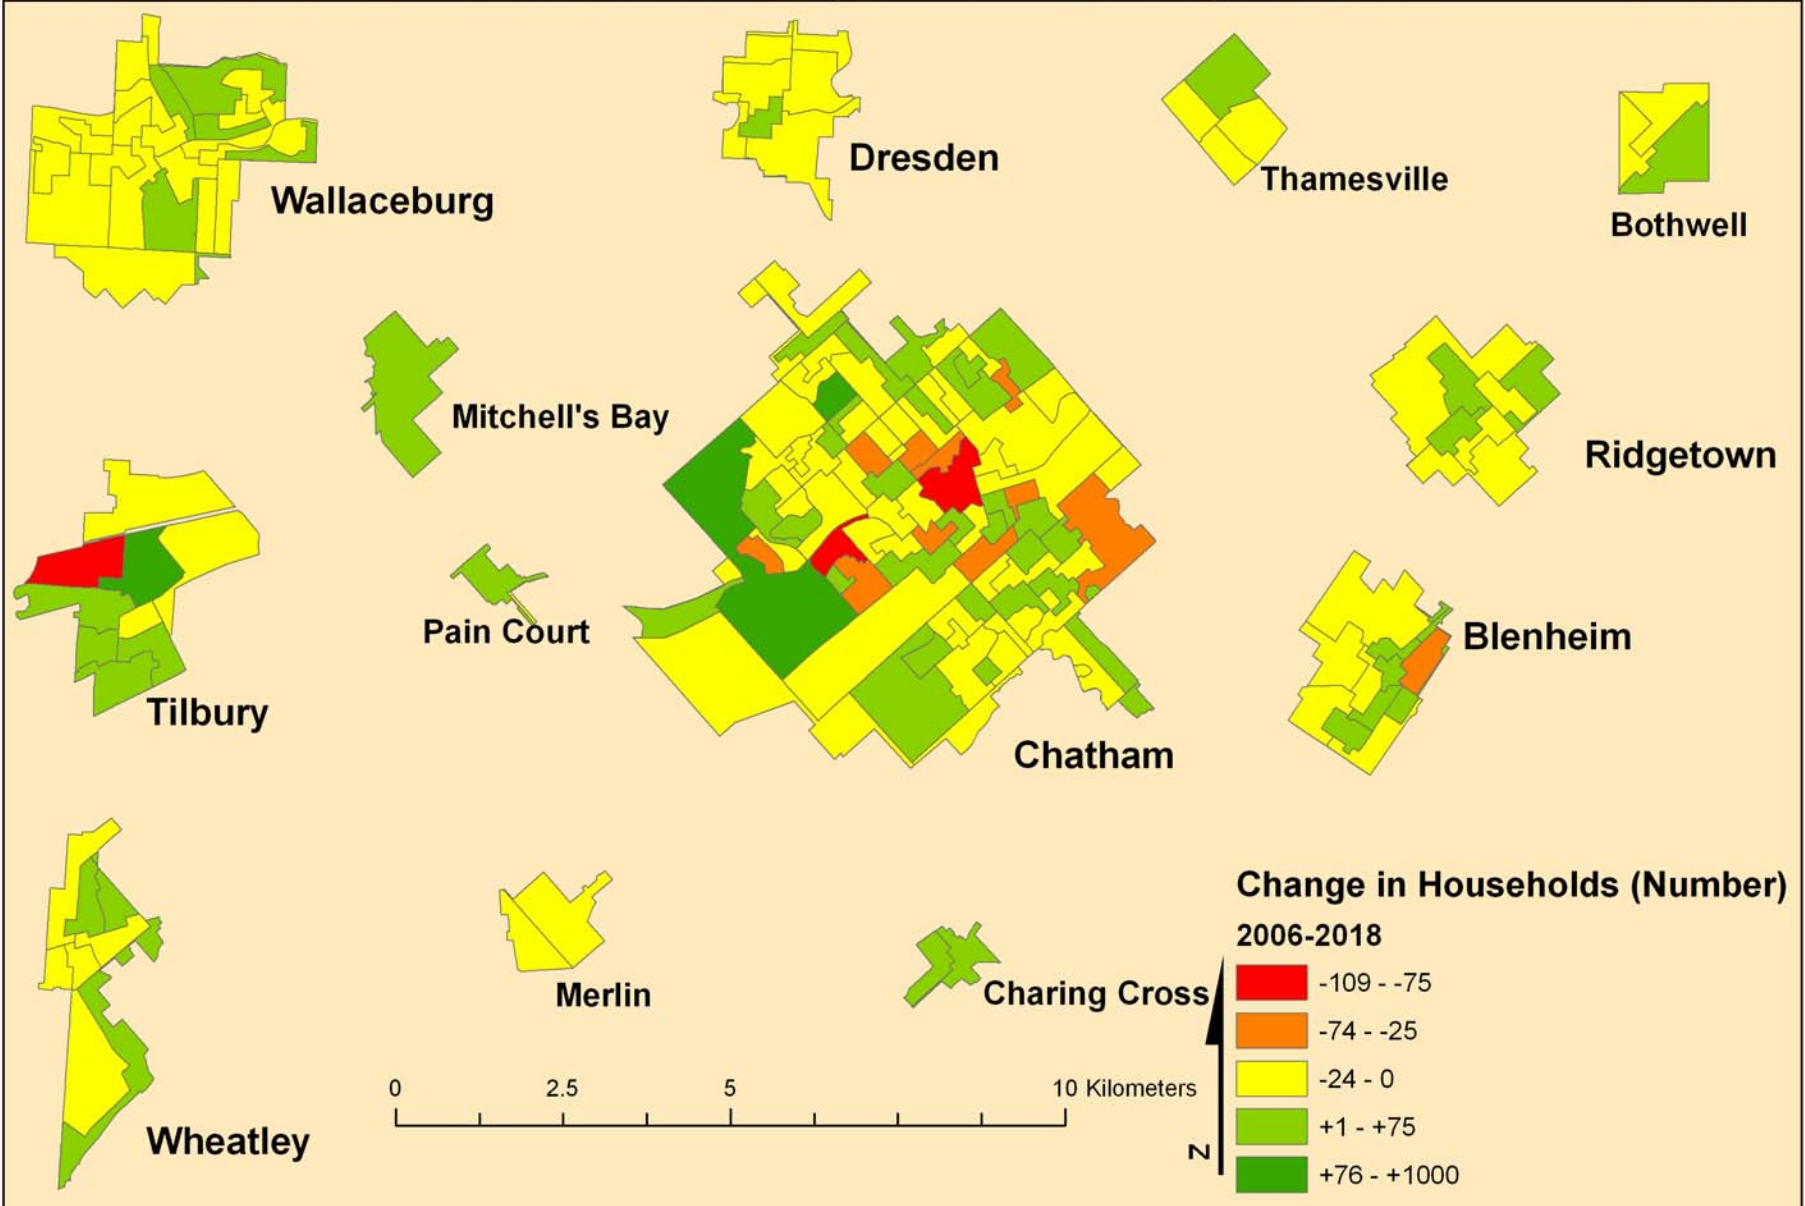 Wallaceburg
Dresden
Thamesville
Bothwell
Mitchell's Bay
Ridgetown
Pain Court
Blenheim
Tilbury
Chatham
Merlin
Charing Cross
Wheatley
0 2.5 5 10 Kilometers
N
Change in Households (Number)
2006-2018
-109 - -75
-74 - -25
-24 - 0
+1 - +75
+76 - +1000